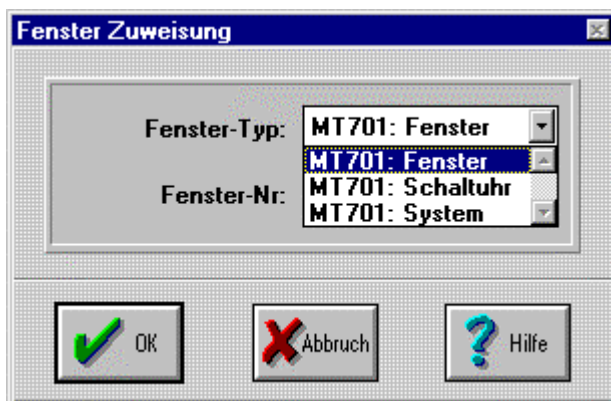 Fenster Zuweisung
Fenster-Typ: MT701: Fenster
MT701: Fenster
Fenster-Nr: MT701: Schaltuhr
MT701: System
OK Abbruch Hilfe